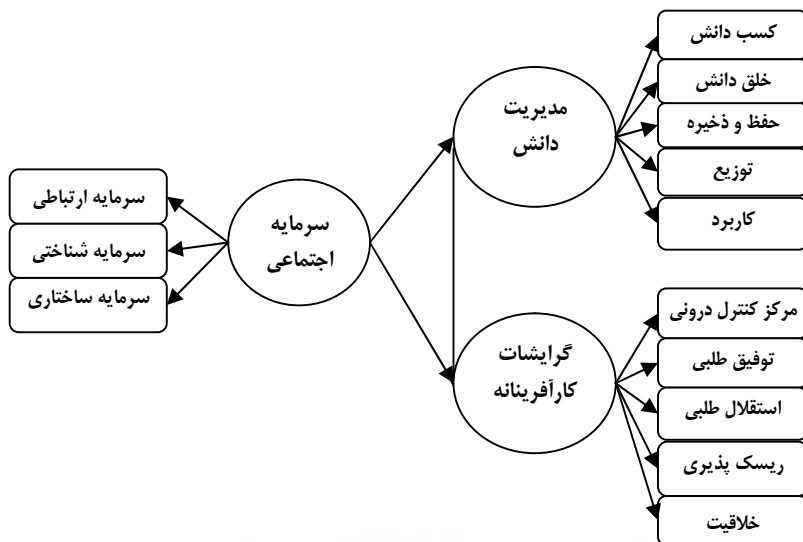 کسب دانش
خلق دانش
حفظ و ذخیره
توزیع
کاربرد
مدیریت
دانش
سرمایه
اجتماعی
سرمایه ارتباطی
سرمایه شناختی
سرمایه ساختاری
گرایشات
کارآفرینانه
مرکز کنترل درونی
توفیق طلبی
استقلال طلبی
ریسک پذیری
خلاقیت